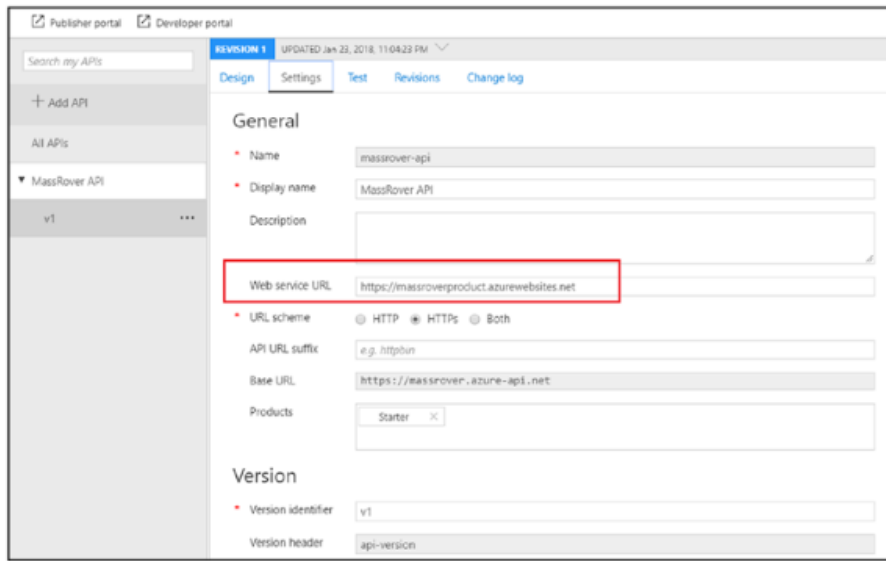 Publisher portal Developer portal
Search my APIs
+ Add API
All APIs
MassRover API
v1 ...
REVISION 1 UPDATED Jan 23, 2018, 11:04:23 PM
Design Settings Test Revisions Change log
General
* Name massrover-api
* Display name MassRover API
Description
Web service URL https://massroverproduct.azurewebsites.net
* URL scheme HTTP HTTPs Both
API URL suffix e.g. httpbin
Base URL https://massrover.azure-api.net
Products Starter ×
Version
* Version identifier v1
Version header api-version